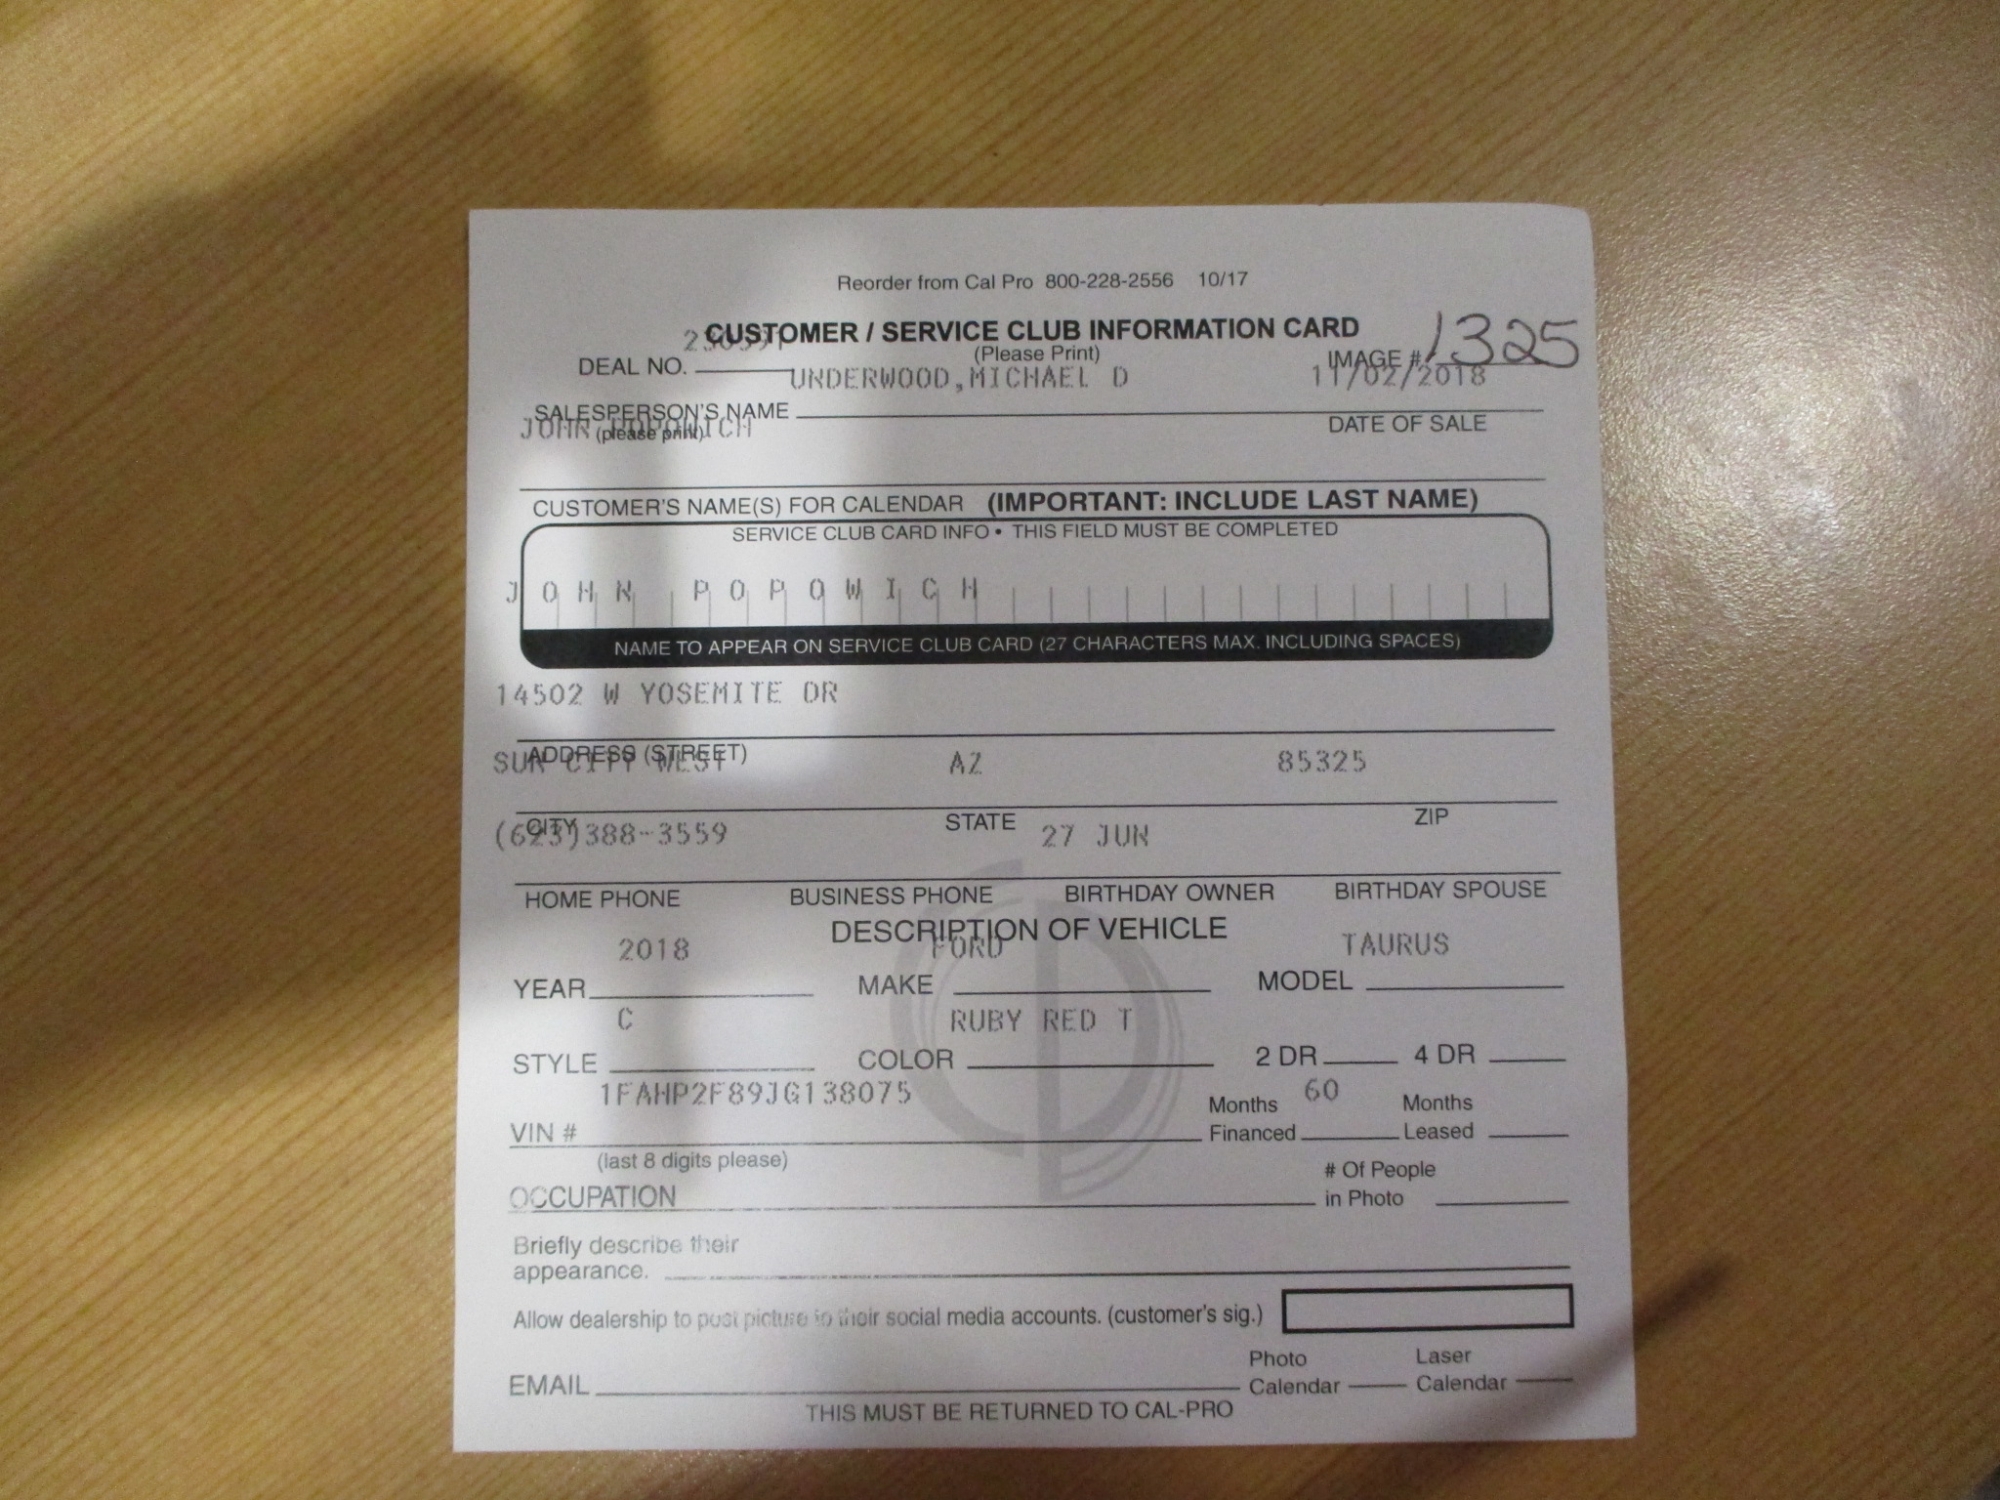 Reorder from Cal Pro 800-228-2556 10/17
CUSTOMER / SERVICE CLUB INFORMATION CARD
(Please Print)
DEAL NO. IMAGE # 1325
UNDERWOOD,MICHAEL D 11/02/2018
SALESPERSON'S NAME
(please print) DATE OF SALE
JOHN POPOWICH
CUSTOMER'S NAME(S) FOR CALENDAR (IMPORTANT: INCLUDE LAST NAME)
SERVICE CLUB CARD INFO • THIS FIELD MUST BE COMPLETED
JOHN POPOWICH
NAME TO APPEAR ON SERVICE CLUB CARD (27 CHARACTERS MAX. INCLUDING SPACES)
14502 W YOSEMITE DR
ADDRESS (STREET)
SUN CITY WEST AZ 85325
CITY STATE ZIP
(623)388-3559 27 JUN
HOME PHONE BUSINESS PHONE BIRTHDAY OWNER BIRTHDAY SPOUSE
DESCRIPTION OF VEHICLE
2018 FORD TAURUS
YEAR MAKE MODEL
C RUBY RED T
STYLE COLOR 2 DR 4 DR
1FAHP2F89JG138075 60
VIN # Months Financed Months Leased
(last 8 digits please)
OCCUPATION # Of People in Photo
Briefly describe their
appearance.
Allow dealership to post picture to their social media accounts. (customer's sig.)
EMAIL Photo Calendar Laser Calendar
THIS MUST BE RETURNED TO CAL-PRO